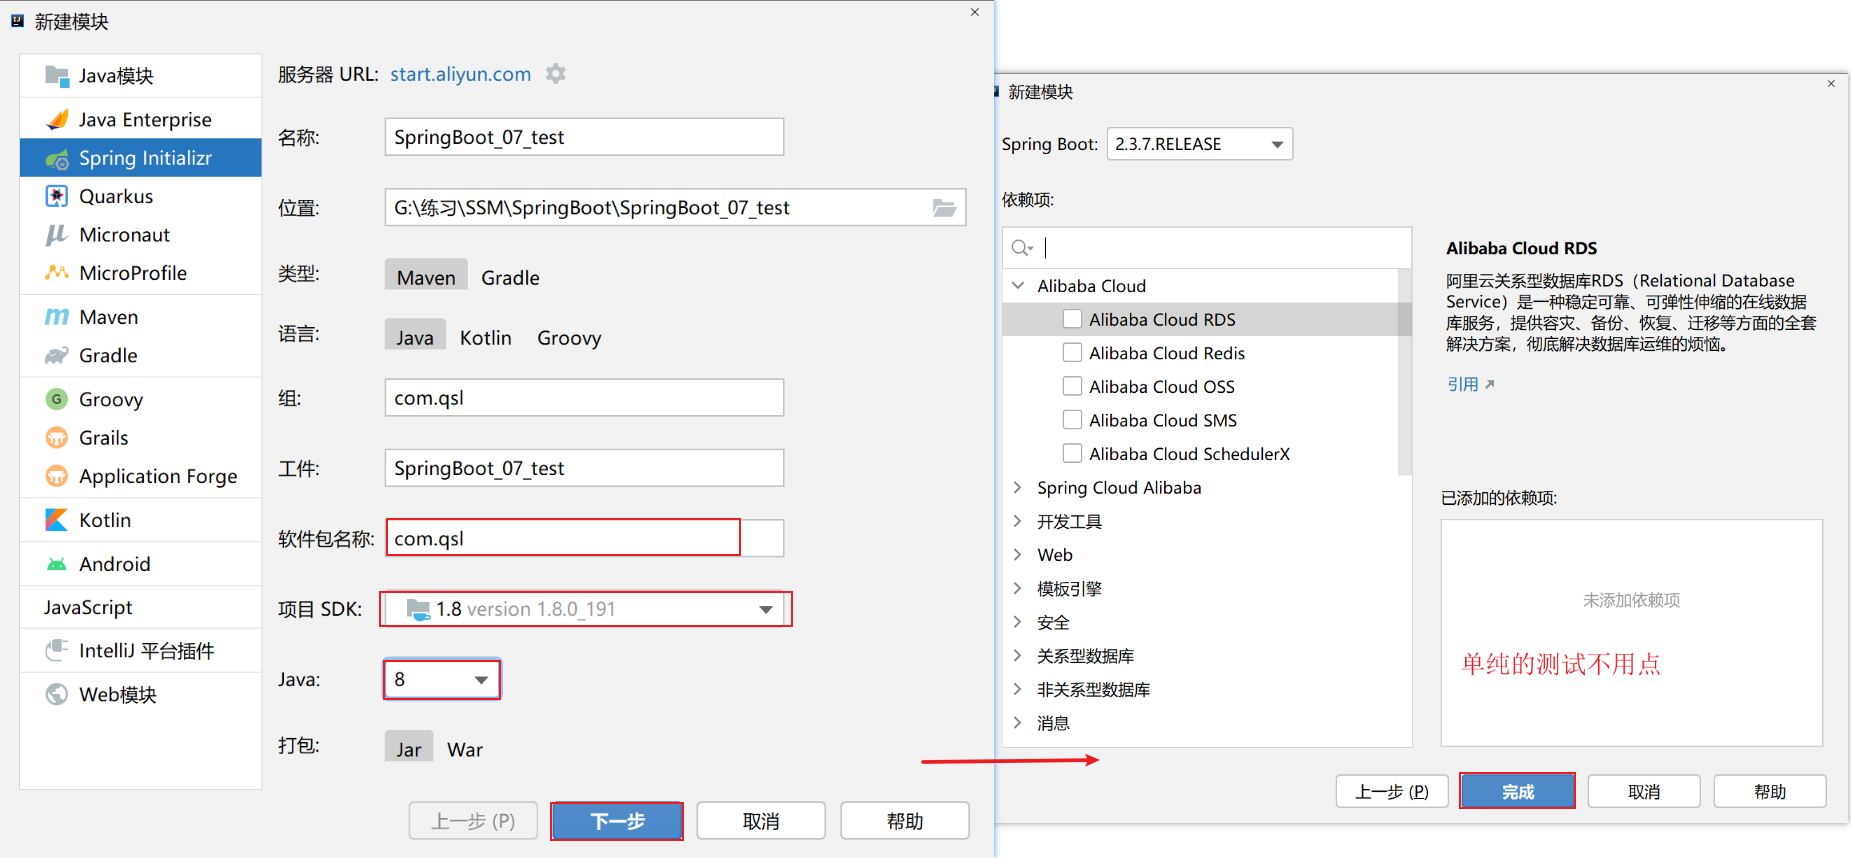 新建模块
Java模块
Java Enterprise
Spring Initializr
Quarkus
Micronaut
MicroProfile
Maven
Gradle
Groovy
Grails
Application Forge
Kotlin
Android
JavaScript
IntelliJ 平台插件
Web模块
服务器 URL: start.aliyun.com
名称: SpringBoot_07_test
位置: G:\练习\SSM\SpringBoot\SpringBoot_07_test
类型: Maven Gradle
语言: Java Kotlin Groovy
组: com.qsl
工件: SpringBoot_07_test
软件包名称: com.qsl
项目 SDK: 1.8 version 1.8.0_191
Java: 8
打包: Jar War
上一步 (P) 下一步 取消 帮助
新建模块
Spring Boot: 2.3.7.RELEASE
依赖项:
Alibaba Cloud
Alibaba Cloud RDS
Alibaba Cloud Redis
Alibaba Cloud OSS
Alibaba Cloud SMS
Alibaba Cloud SchedulerX
Spring Cloud Alibaba
开发工具
Web
模板引擎
安全
关系型数据库
非关系型数据库
消息
Alibaba Cloud RDS
阿里云关系型数据库RDS（Relational Database
Service）是一种稳定可靠、可弹性伸缩的在线数据
库服务，提供容灾、备份、恢复、迁移等方面的全套
解决方案，彻底解决数据库运维的烦恼。
引用
已添加的依赖项:
未添加依赖项
单纯的测试不用点
上一步 (P) 完成 取消 帮助